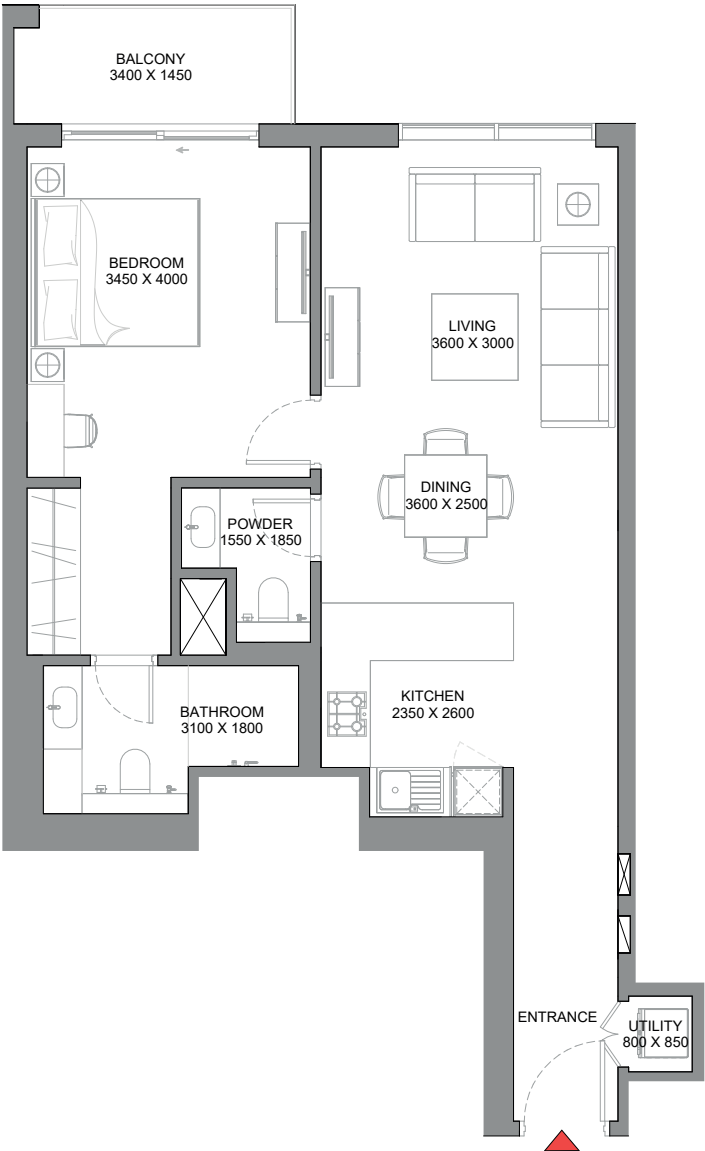 BALCONY
3400 X 1450
BEDROOM
3450 X 4000
LIVING
3600 X 3000
DINING
3600 X 2500
POWDER
1550 X 1850
KITCHEN
2350 X 2600
BATHROOM
3100 X 1800
ENTRANCE
UTILITY
800 X 850